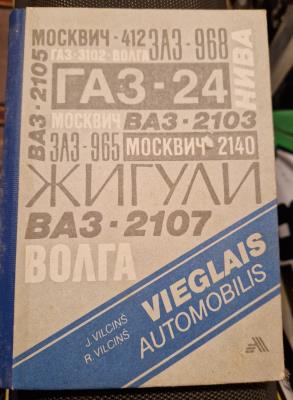 МОСКВИЧ-412 ЗАЗ-968
ГАЗ-3102-ВОЛГА
ВАЗ·2105
ГАЗ-24
НИВА
МОСКВИЧ ВАЗ·2103
ЗАЗ-965 МОСКВИЧ 2140
ЖИГУЛИ
ВАЗ·2107
ВОЛГА
J. VILCIŅŠ
R. VILCIŅŠ
VIEGLAIS
AUTOMOBILIS